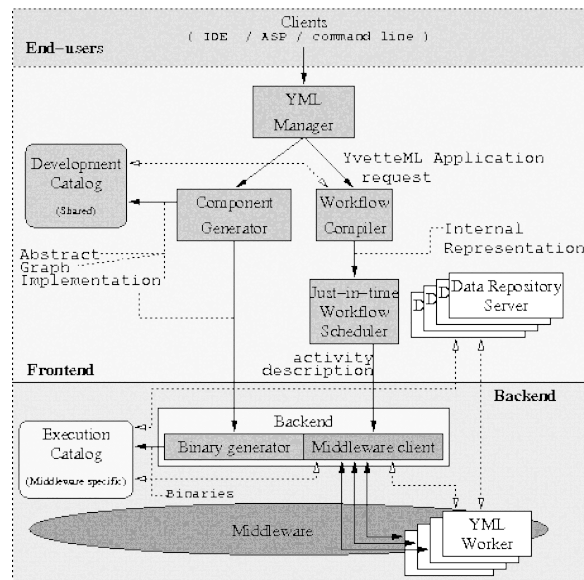 Clients
( IDE / ASP / command line )
End-users
YML
Manager
Development
Catalog
(Shared)
YvetteML Application
request
Component
Generator
Workflow
Compiler
Internal
Representation
Abstract
Graph
Implementation
Just-in-time
Workflow
Scheduler
D
D
D
Data Repository
Server
activity
description
Frontend
Backend
Backend
Execution
Catalog
(Middleware specific)
Binary generator
Middleware client
Binaries
Middleware
YML
Worker